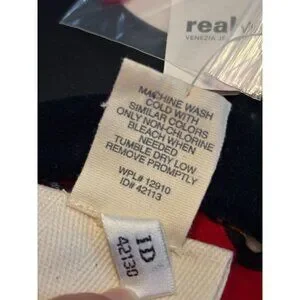 real
VENEZIA JE
MACHINE WASH
COLD WITH
SIMILAR COLORS
ONLY NON-CHLORINE
BLEACH WHEN
NEEDED
TUMBLE DRY LOW
REMOVE PROMPTLY
WPL# 12910
ID# 42113
ID
42130